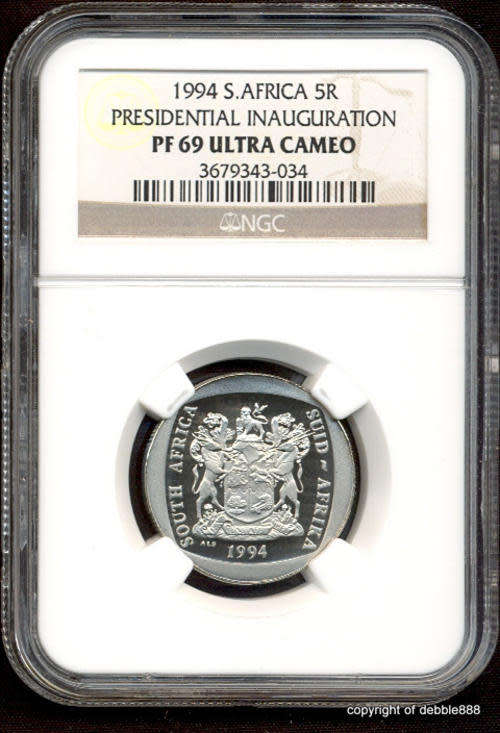 1994 S.AFRICA 5R
PRESIDENTIAL INAUGURATION
PF 69 ULTRA CAMEO
3679343-034
NGC
SOUTH AFRICA
SUID - AFRIKA
ALS
1994
copyright of debble888